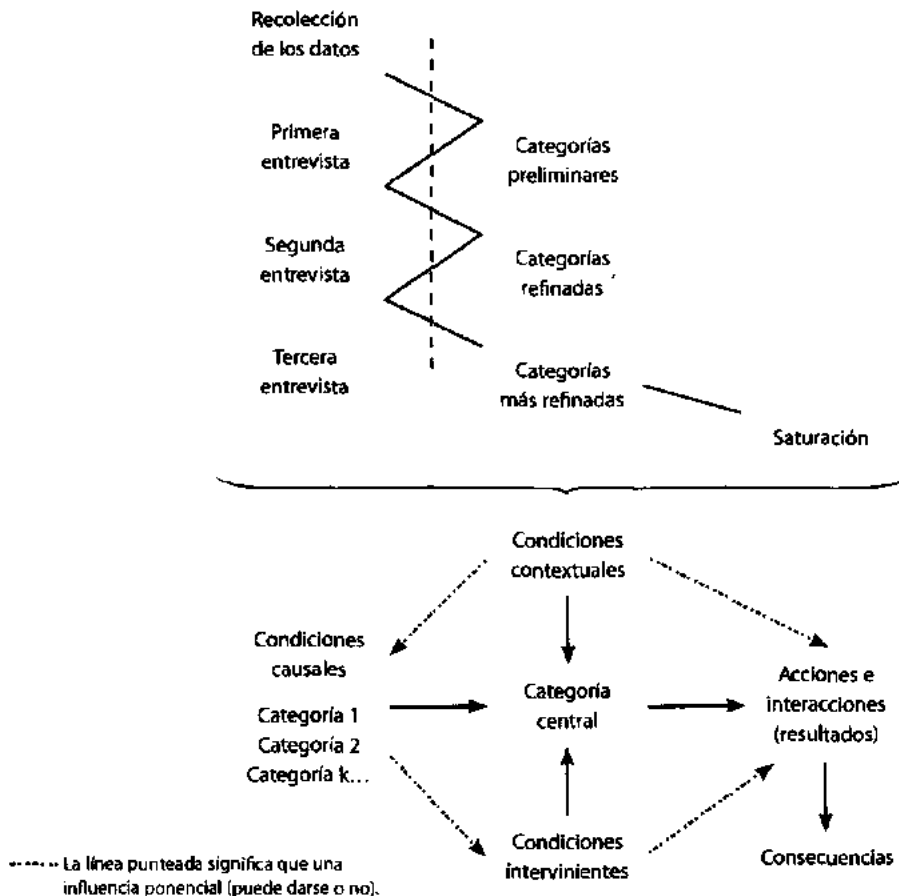 Recolección
de los datos
Primera
entrevista
Categorías
preliminares
Segunda
entrevista
Categorías
refinadas
Tercera
entrevista
Categorías
más refinadas
Saturación
Condiciones
contextuales
Condiciones
causales
Categoría 1
Categoría 2
Categoría k...
Categoría
central
Acciones e
interacciones
(resultados)
Condiciones
intervinientes
Consecuencias
La línea punteada significa que una
influencia ponencial (puede darse o no).